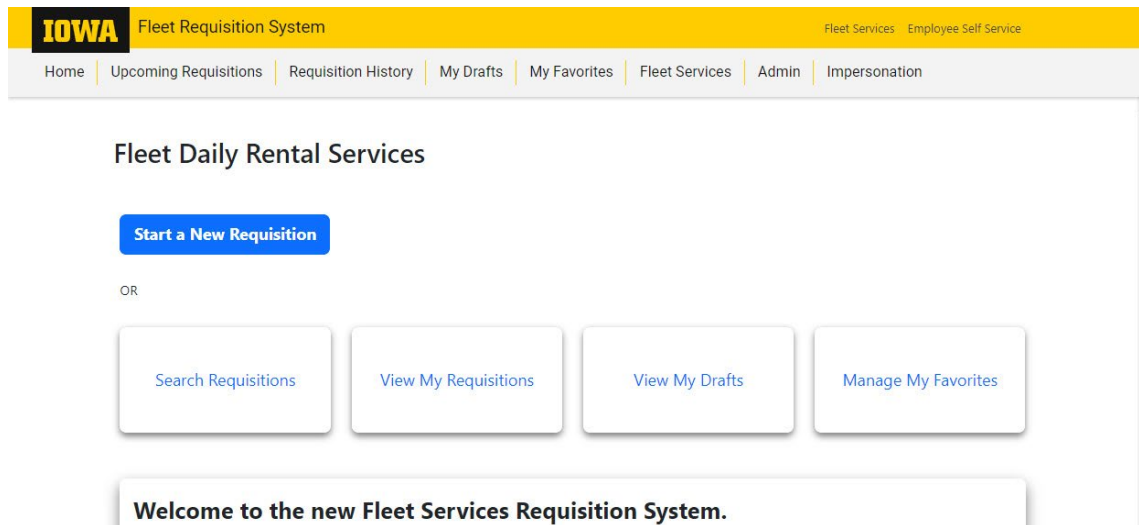 IOWA Fleet Requisition System Fleet Services Employee Self Service
Home Upcoming Requisitions Requisition History My Drafts My Favorites Fleet Services Admin Impersonation
Fleet Daily Rental Services
Start a New Requisition
OR
Search Requisitions View My Requisitions View My Drafts Manage My Favorites
Welcome to the new Fleet Services Requisition System.